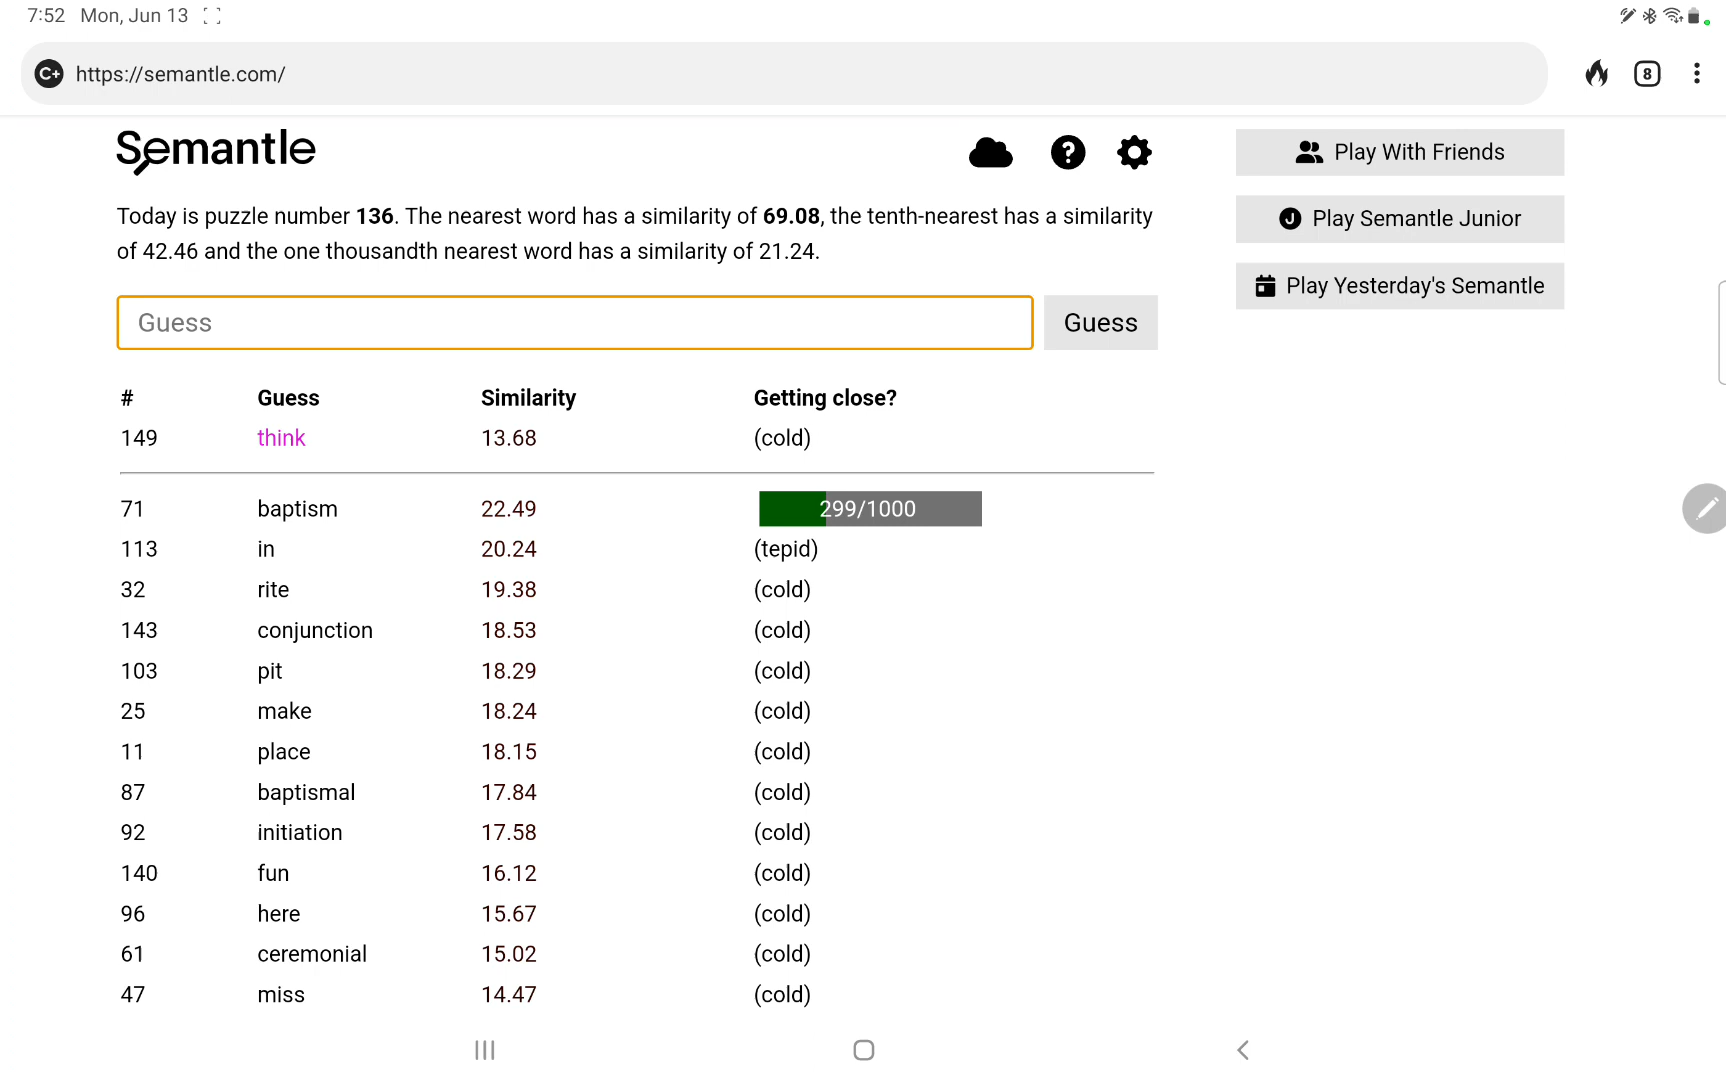 7:52 Mon, Jun 13
C+ https://semantle.com/ 8
Semantle
Today is puzzle number 136. The nearest word has a similarity of 69.08, the tenth-nearest has a similarity
of 42.46 and the one thousandth nearest word has a similarity of 21.24.
Play With Friends
J Play Semantle Junior
Play Yesterday's Semantle
Guess Guess
# Guess Similarity Getting close?
149 think 13.68 (cold)
71 baptism 22.49 299/1000
113 in 20.24 (tepid)
32 rite 19.38 (cold)
143 conjunction 18.53 (cold)
103 pit 18.29 (cold)
25 make 18.24 (cold)
11 place 18.15 (cold)
87 baptismal 17.84 (cold)
92 initiation 17.58 (cold)
140 fun 16.12 (cold)
96 here 15.67 (cold)
61 ceremonial 15.02 (cold)
47 miss 14.47 (cold)